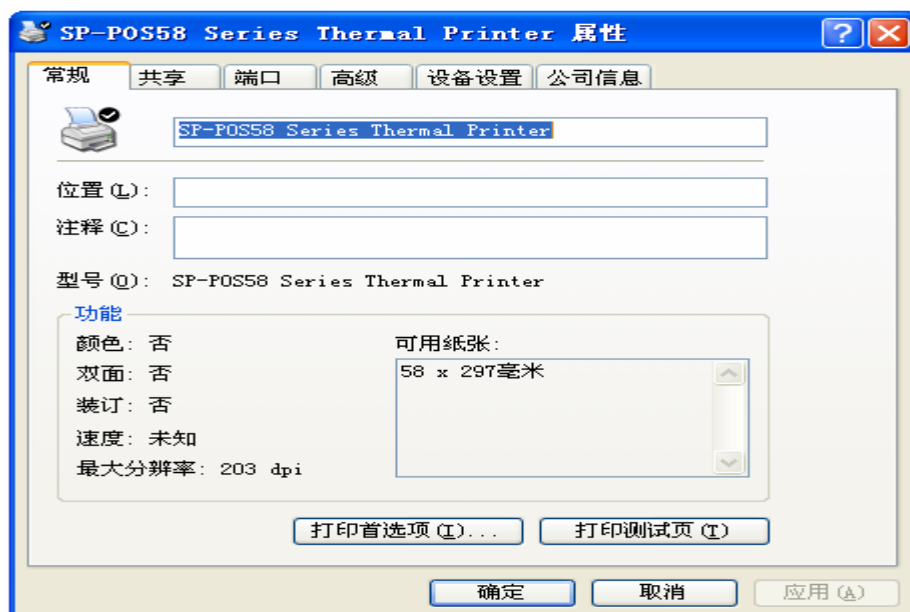 SP-POS58 Series Thermal Printer 属性
常规 共享 端口 高级 设备设置 公司信息
SP-POS58 Series Thermal Printer
位置(L):
注释(C):
型号(O): SP-POS58 Series Thermal Printer
功能
颜色: 否 可用纸张:
双面: 否 58 x 297毫米
装订: 否
速度: 未知
最大分辨率: 203 dpi
打印首选项(I)... 打印测试页(T)
确定 取消 应用(A)